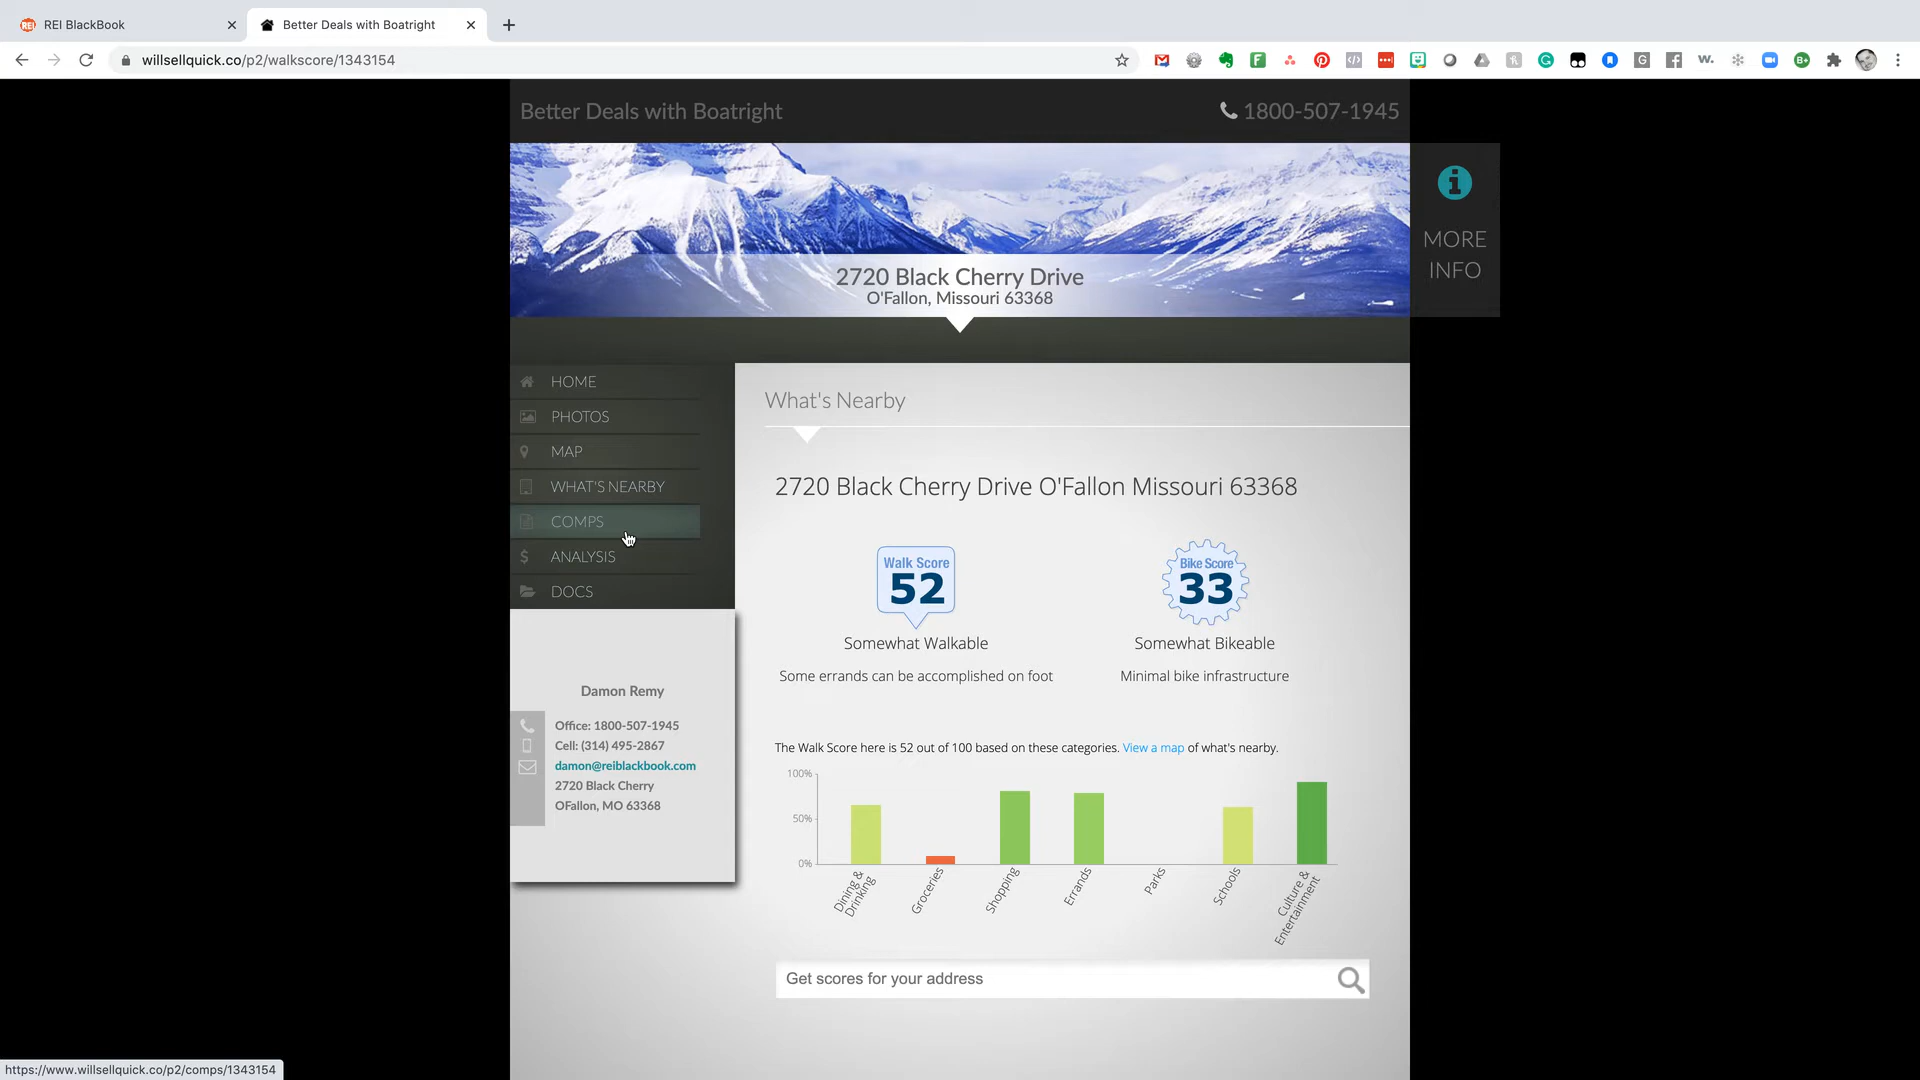 REI BlackBook
Better Deals with Boatright
willsellquick.co/p2/walkscore/1343154
Better Deals with Boatright
1800-507-1945
2720 Black Cherry Drive
O'Fallon, Missouri 63368
MORE
INFO
HOME
PHOTOS
MAP
WHAT'S NEARBY
COMPS
ANALYSIS
DOCS
Damon Remy
Office: 1800-507-1945
Cell: (314) 495-2867
damon@reiblackbook.com
2720 Black Cherry
OFallon, MO 63368
What's Nearby
2720 Black Cherry Drive O'Fallon Missouri 63368
Walk Score
52
Somewhat Walkable
Some errands can be accomplished on foot
Bike Score
33
Somewhat Bikeable
Minimal bike infrastructure
The Walk Score here is 52 out of 100 based on these categories. View a map of what's nearby.
100%
50%
0%
Dining &
Drinking
Groceries
Shopping
Errands
Parks
Schools
Culture &
Entertainment
Get scores for your address
https://www.willsellquick.co/p2/comps/1343154